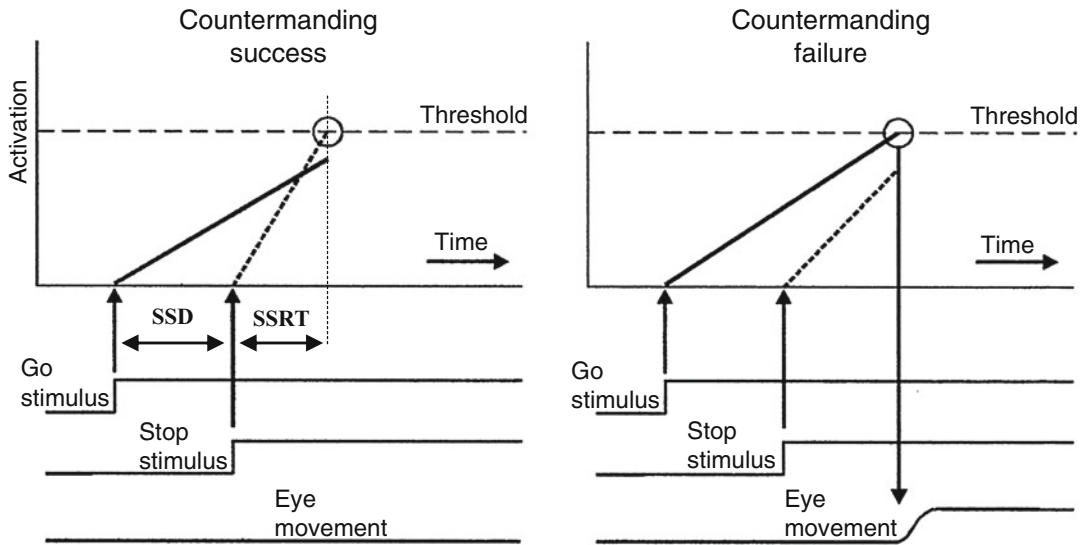 Countermanding
success
Activation
Threshold
Time
SSD
SSRT
Go
stimulus
Stop
stimulus
Eye
movement
Countermanding
failure
Threshold
Time
Go
stimulus
Stop
stimulus
Eye
movement